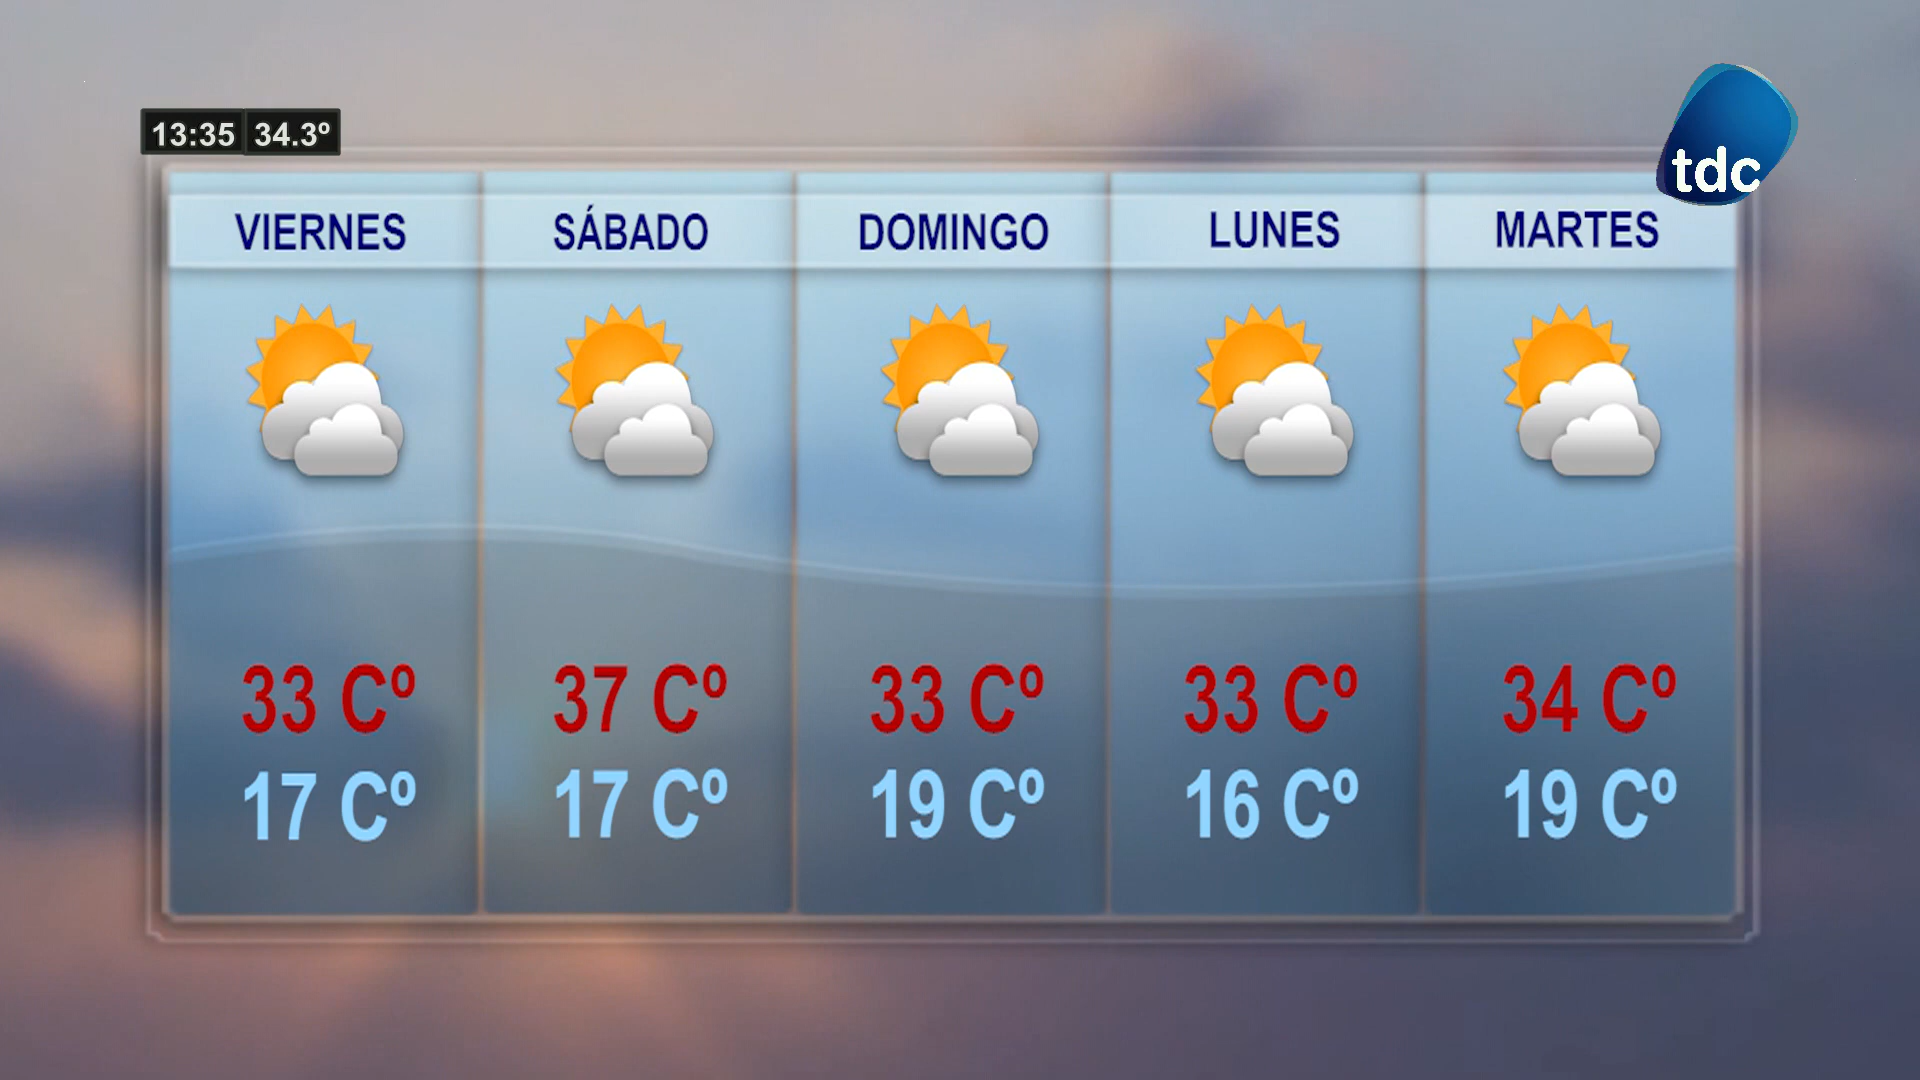 13:35 34.3º
tdc
VIERNES SÁBADO DOMINGO LUNES MARTES
33 Cº 37 Cº 33 Cº 33 Cº 34 Cº
17 Cº 17 Cº 19 Cº 16 Cº 19 Cº